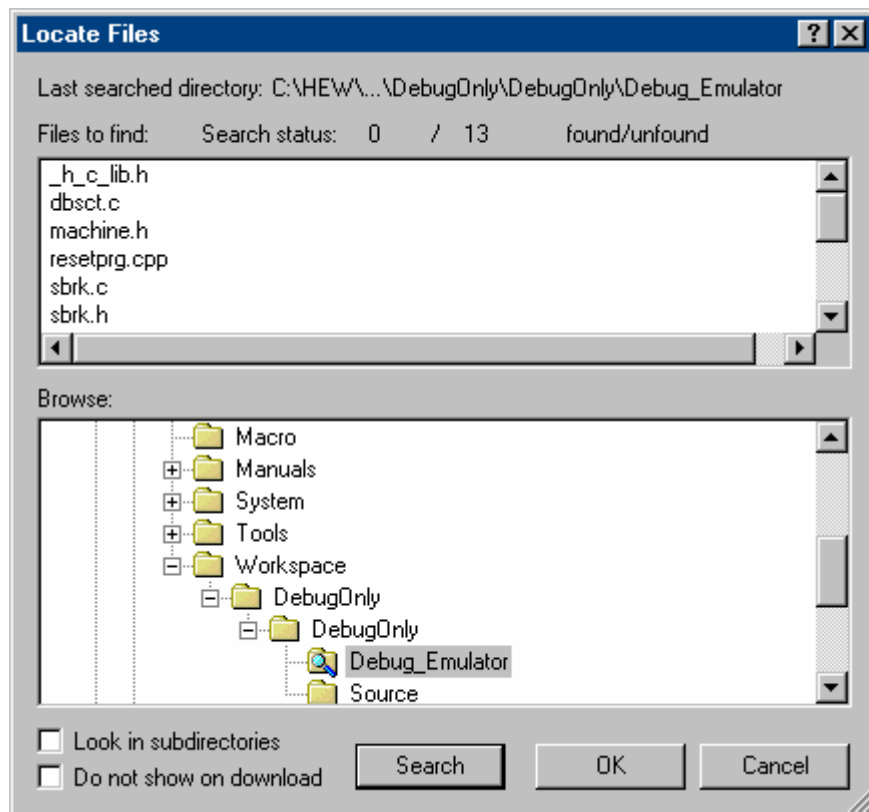 Locate Files
Last searched directory: C:\HEW\...\DebugOnly\DebugOnly\Debug_Emulator
Files to find: Search status: 0 / 13 found/unfound
_h_c_lib.h
dbsct.c
machine.h
resetprg.cpp
sbrk.c
sbrk.h
Browse:
Macro
Manuals
System
Tools
Workspace
DebugOnly
DebugOnly
Debug_Emulator
Source
Look in subdirectories
Do not show on download
Search OK Cancel